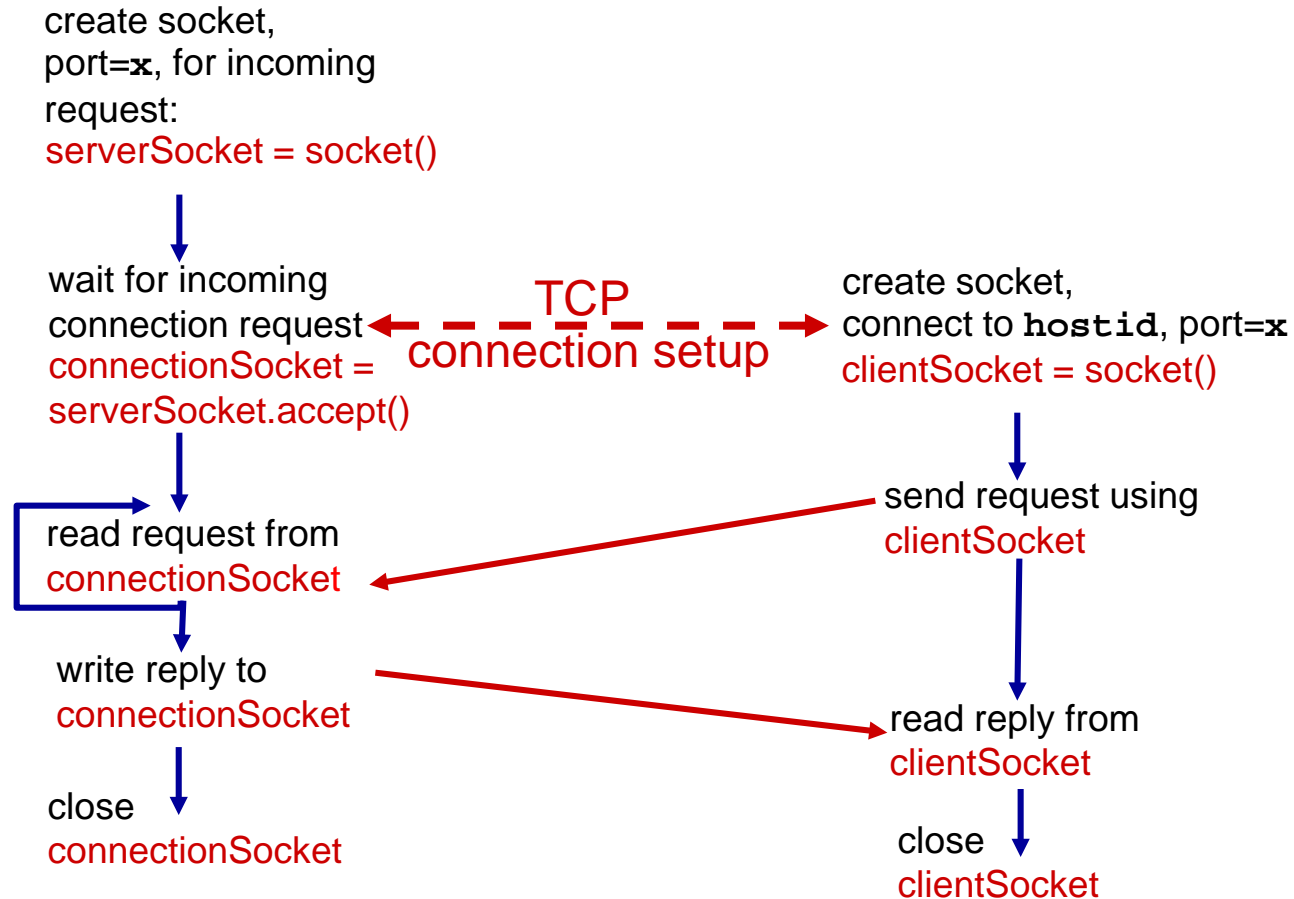 create socket,
port=x, for incoming
request:
serverSocket = socket()
wait for incoming
connection request
connectionSocket =
serverSocket.accept()
TCP
connection setup
create socket,
connect to hostid, port=x
clientSocket = socket()
read request from
connectionSocket
send request using
clientSocket
write reply to
connectionSocket
read reply from
clientSocket
close
connectionSocket
close
clientSocket